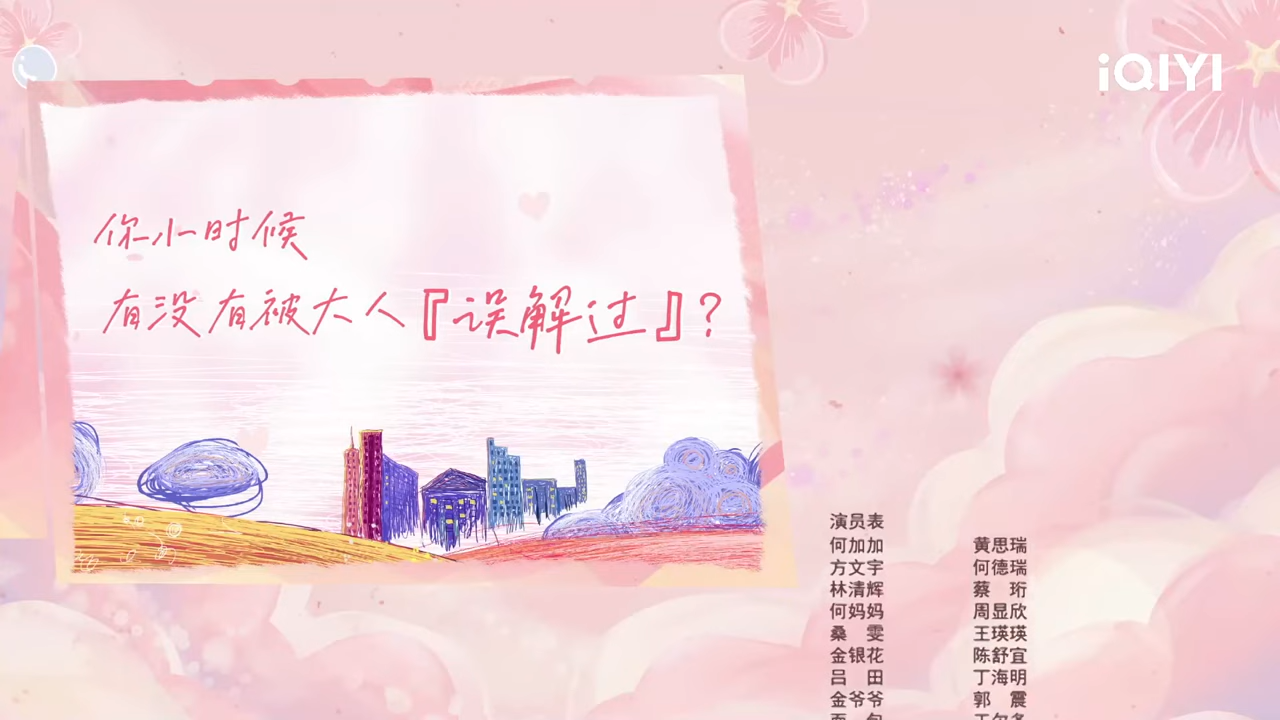 iQIYI
你小时候
有没有被大人『误解过』?
演员表
何加加 黄思瑞
方文宇 何德瑞
林清辉 蔡珩
何妈妈 周显欣
桑雯 王瑛瑛
金银花 陈舒宜
吕田 丁海明
金爷爷 郭震